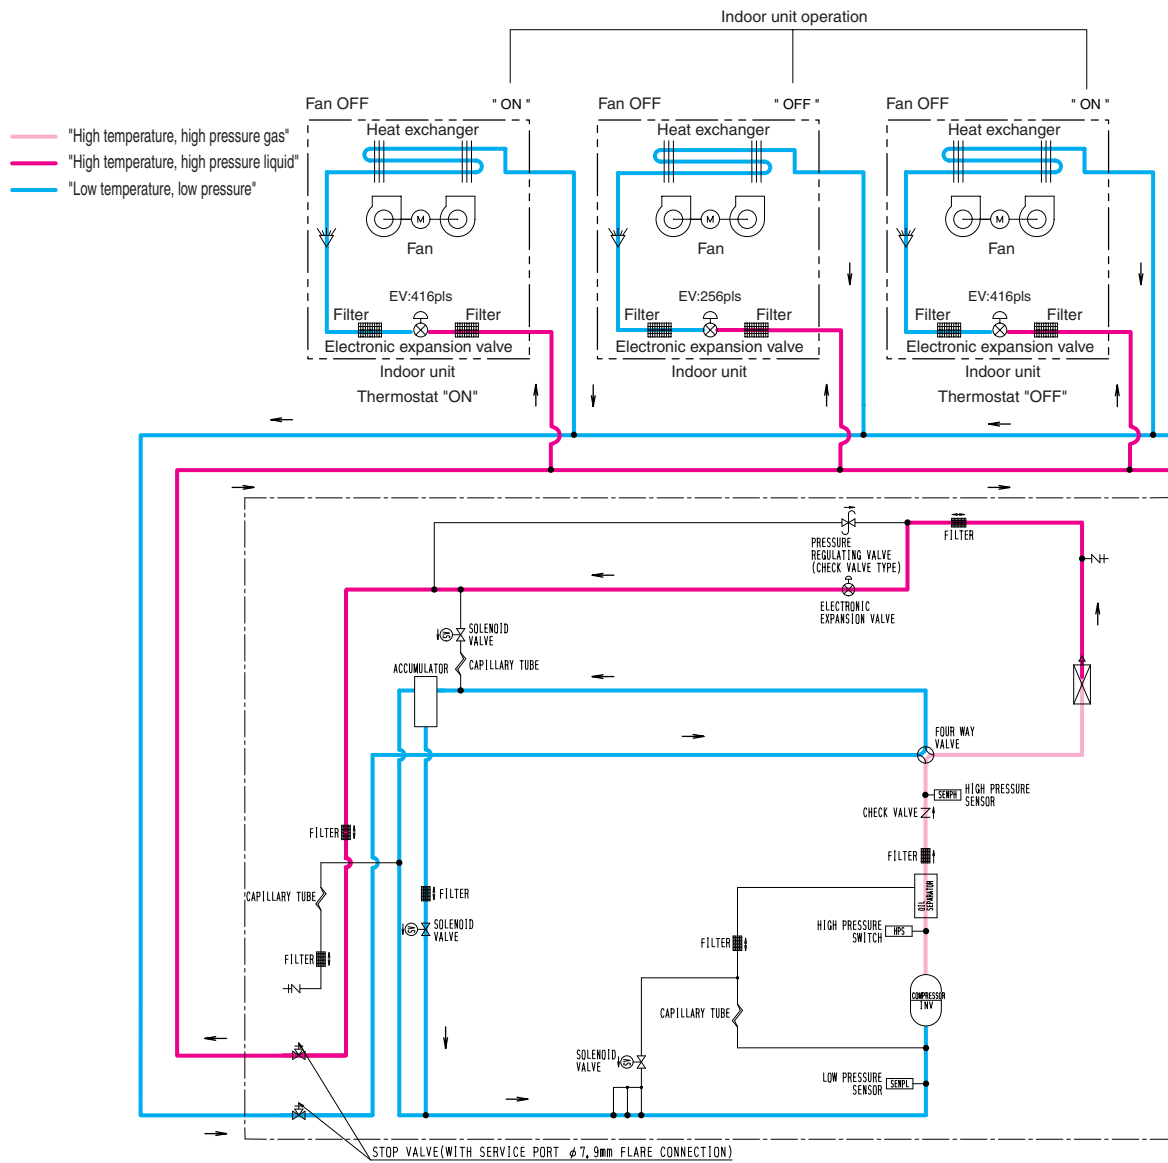 Indoor unit operation
Fan OFF
" ON "
Fan OFF
" OFF "
Fan OFF
" ON "
"High temperature, high pressure gas"
"High temperature, high pressure liquid"
"Low temperature, low pressure"
Heat exchanger
Heat exchanger
Heat exchanger
M
M
M
Fan
Fan
Fan
EV:416pls
EV:256pls
EV:416pls
Filter
Filter
Filter
Filter
Filter
Filter
Electronic expansion valve
Electronic expansion valve
Electronic expansion valve
Indoor unit
Indoor unit
Indoor unit
Thermostat "ON"
Thermostat "OFF"
PRESSURE
REGULATING VALVE
(CHECK VALVE TYPE)
FILTER
ELECTRONIC
EXPANSION VALVE
SV
SOLENOID
VALVE
CAPILLARY TUBE
ACCUMULATOR
FOUR WAY
VALVE
SENPH
HIGH PRESSURE
SENSOR
CHECK VALVE
FILTER
FILTER
OIL
SEPARATOR
CAPILLARY TUBE
FILTER
SV
SOLENOID
VALVE
HIGH PRESSURE
SWITCH
HPS
FILTER
FILTER
COMPRESSOR
INV
CAPILLARY TUBE
SOLENOID
VALVE
SV
LOW PRESSURE
SENSOR
SENPL
STOP VALVE(WITH SERVICE PORT φ7.9mm FLARE CONNECTION)